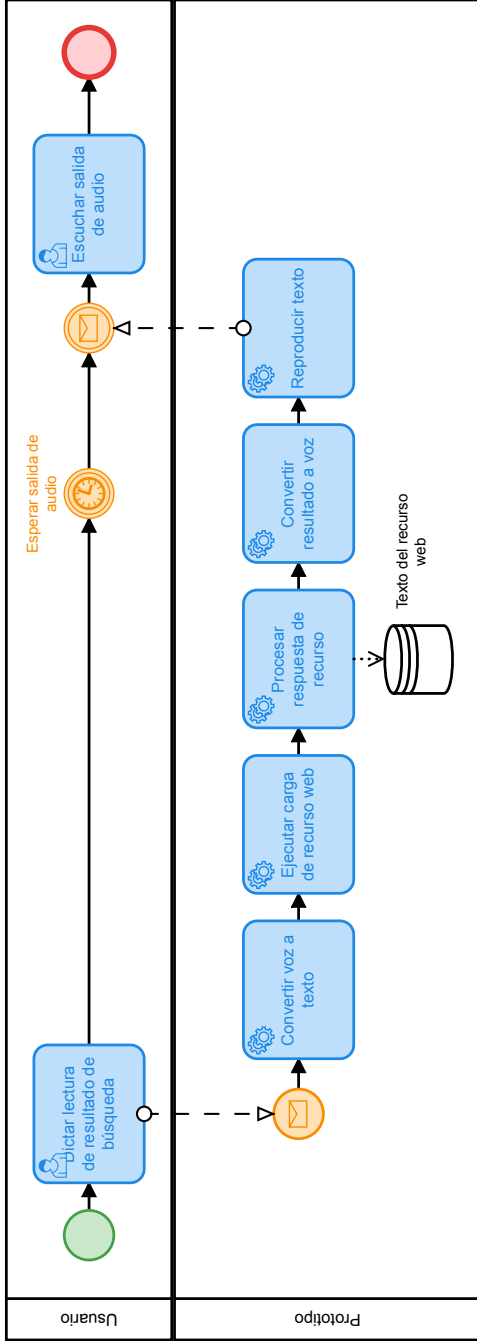 Usuario
Dictar lectura
de resultado de
búsqueda
Esperar salida de
audio
Escuchar salida
de audio
Prototipo
Convertir voz a
texto
Ejecutar carga
de recurso web
Procesar
respuesta de
recurso
Convertir
resultado a voz
Reproducir texto
Texto del recurso
web